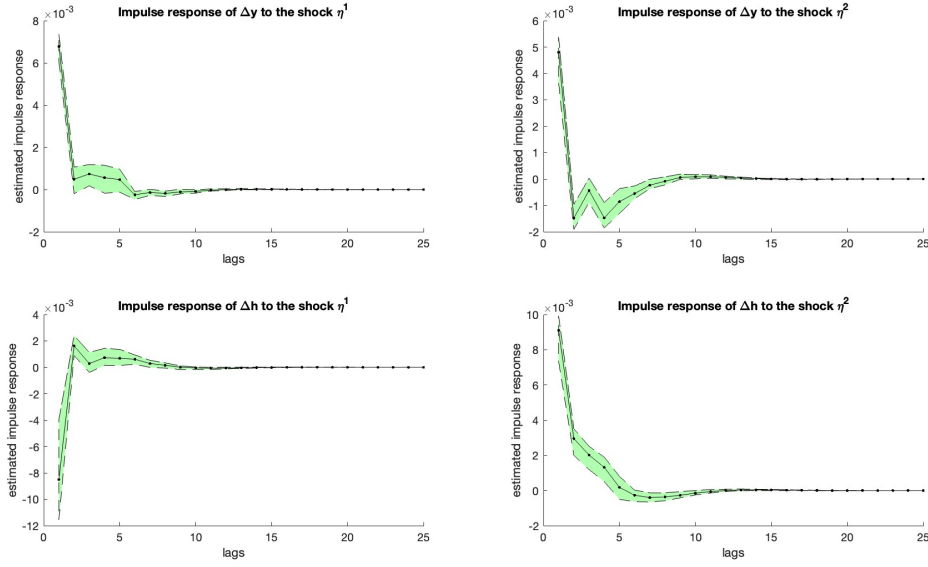 Impulse response of Δy to the shock η¹
×10⁻³
8
6
4
2
0
-2
estimated impulse response
0 5 10 15 20 25
lags
Impulse response of Δy to the shock η²
×10⁻³
6
5
4
3
2
1
0
-1
-2
estimated impulse response
0 5 10 15 20 25
lags
Impulse response of Δh to the shock η¹
×10⁻³
4
2
0
-2
-4
-6
-8
-10
-12
estimated impulse response
0 5 10 15 20 25
lags
Impulse response of Δh to the shock η²
×10⁻³
10
8
6
4
2
0
-2
estimated impulse response
0 5 10 15 20 25
lags